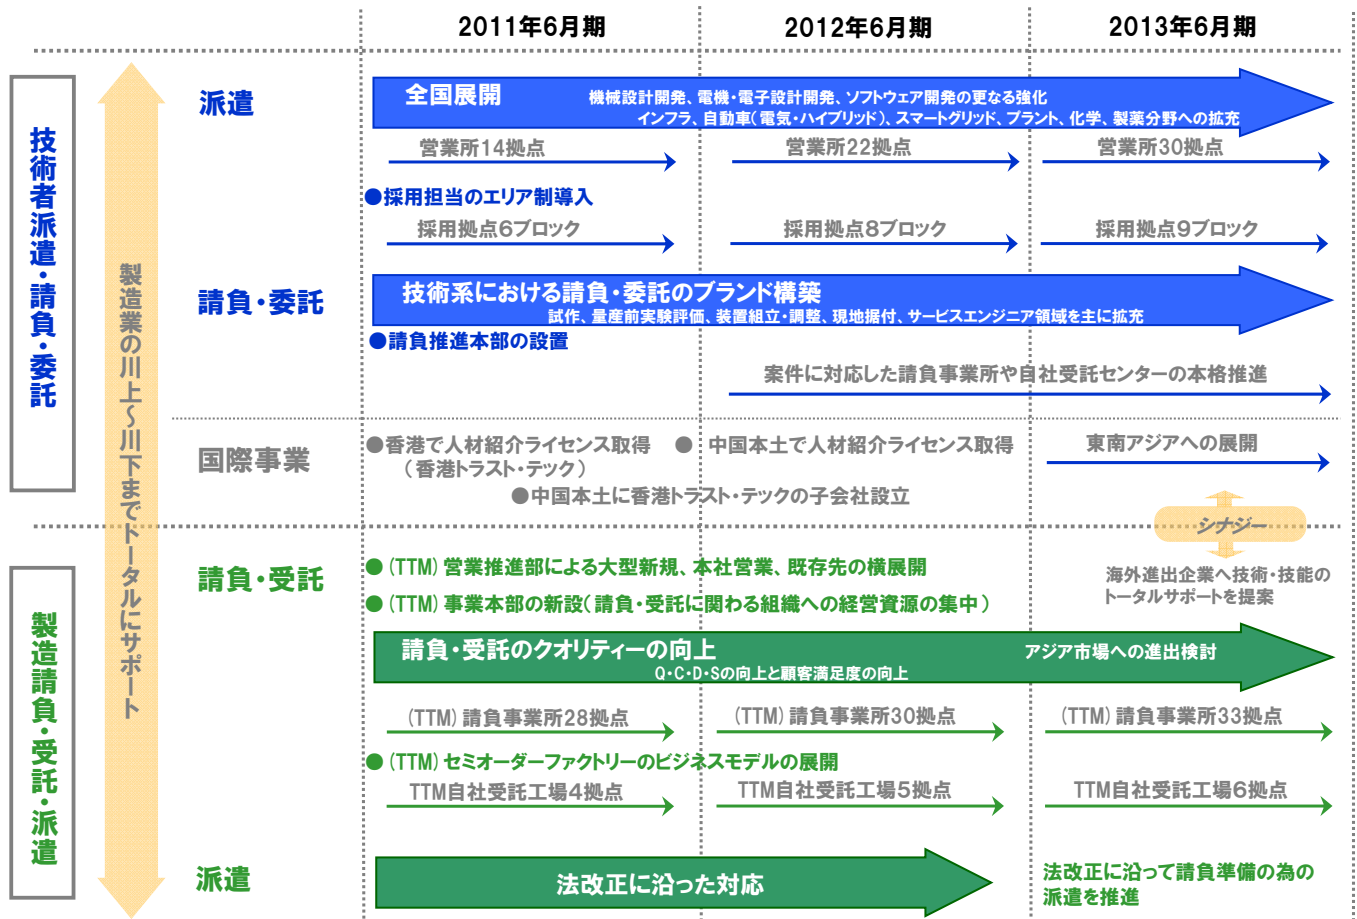 2011年6月期
2012年6月期
2013年6月期
技術者派遣・請負・委託
製造業の川上～川下までトータルにサポート
派遣
全国展開
機械設計開発、電機・電子設計開発、ソフトウェア開発の更なる強化
インフラ、自動車(電気・ハイブリッド)、スマートグリッド、プラント、化学、製薬分野への拡充
営業所14拠点
営業所22拠点
営業所30拠点
●採用担当のエリア制導入
採用拠点6ブロック
採用拠点8ブロック
採用拠点9ブロック
請負・委託
技術系における請負・委託のブランド構築
試作、量産前実験評価、装置組立・調整、現地据付、サービスエンジニア領域を主に拡充
●請負推進本部の設置
案件に対応した請負事業所や自社受託センターの本格推進
国際事業
●香港で人材紹介ライセンス取得
(香港トラスト・テック)
● 中国本土で人材紹介ライセンス取得
東南アジアへの展開
●中国本土に香港トラスト・テックの子会社設立
シナジー
製造請負・受託・派遣
請負・受託
●(TTM)営業推進部による大型新規、本社営業、既存先の横展開
●(TTM)事業本部の新設(請負・受託に関わる組織への経営資源の集中)
海外進出企業へ技術・技能の
トータルサポートを提案
請負・受託のクオリティーの向上
Q・C・D・Sの向上と顧客満足度の向上
アジア市場への進出検討
(TTM)請負事業所28拠点
(TTM)請負事業所30拠点
(TTM)請負事業所33拠点
●(TTM)セミオーダーファクトリーのビジネスモデルの展開
TTM自社受託工場4拠点
TTM自社受託工場5拠点
TTM自社受託工場6拠点
派遣
法改正に沿った対応
法改正に沿って請負準備の為の
派遣を推進